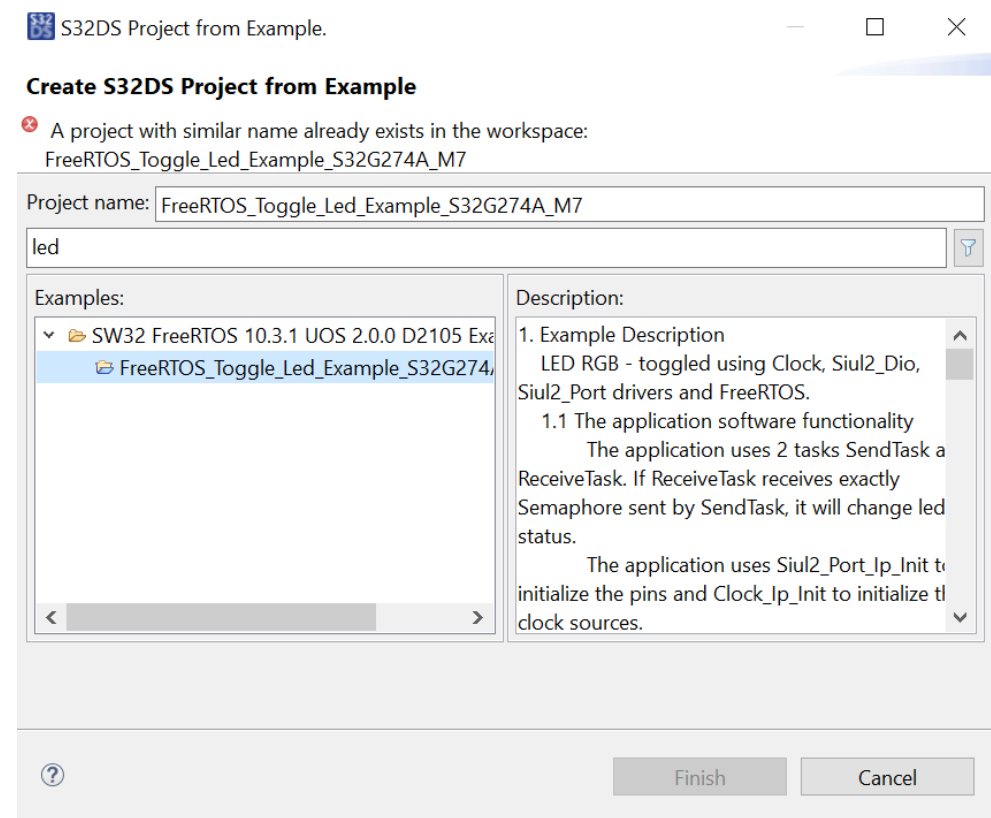 S32DS Project from Example.
Create S32DS Project from Example
A project with similar name already exists in the workspace:
FreeRTOS_Toggle_Led_Example_S32G274A_M7
Project name: FreeRTOS_Toggle_Led_Example_S32G274A_M7
led
Examples:
SW32 FreeRTOS 10.3.1 UOS 2.0.0 D2105 Exa
FreeRTOS_Toggle_Led_Example_S32G274
Description:
1. Example Description
LED RGB - toggled using Clock, Siul2_Dio,
Siul2_Port drivers and FreeRTOS.
1.1 The application software functionality
The application uses 2 tasks SendTask a
ReceiveTask. If ReceiveTask receives exactly
Semaphore sent by SendTask, it will change led
status.
The application uses Siul2_Port_Ip_Init to
initialize the pins and Clock_Ip_Init to initialize
clock sources.
Finish
Cancel